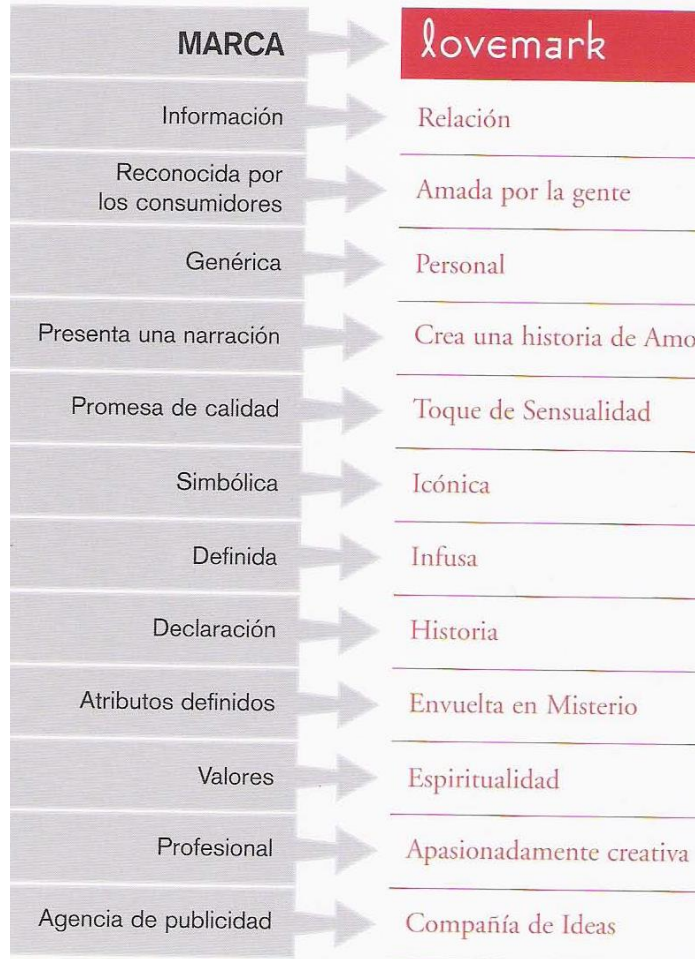 MARCA lovemark
Información Relación
Reconocida por
los consumidores Amada por la gente
Genérica Personal
Presenta una narración Crea una historia de Amo
Promesa de calidad Toque de Sensualidad
Simbólica Icónica
Definida Infusa
Declaración Historia
Atributos definidos Envuelta en Misterio
Valores Espiritualidad
Profesional Apasionadamente creativa
Agencia de publicidad Compañía de Ideas